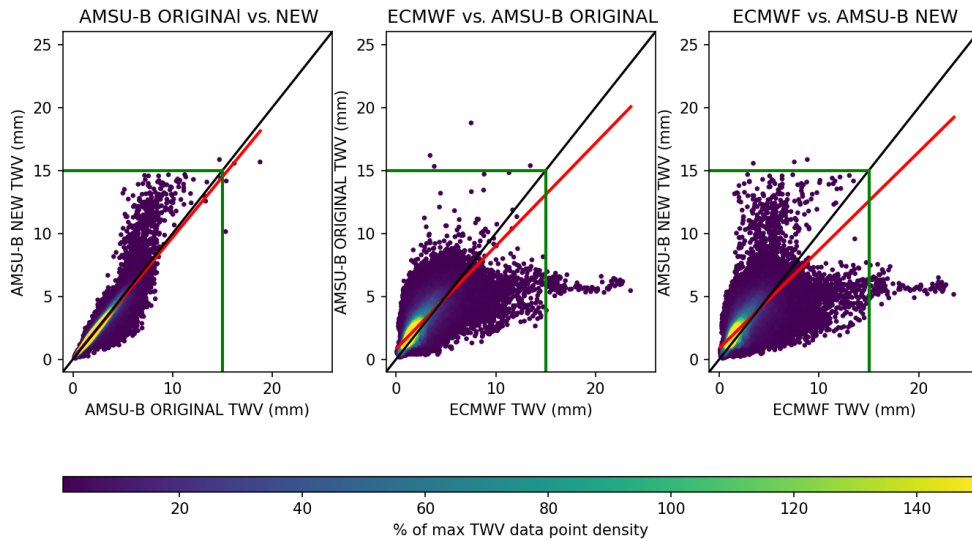 AMSU-B ORIGINAl vs. NEW
ECMWF vs. AMSU-B ORIGINAL
ECMWF vs. AMSU-B NEW
AMSU-B NEW TWV (mm)
25
20
15
10
5
0
0 10 20
AMSU-B ORIGINAL TWV (mm)
AMSU-B ORIGINAL TWV (mm)
25
20
15
10
5
0
0 10 20
ECMWF TWV (mm)
AMSU-B NEW TWV (mm)
25
20
15
10
5
0
0 10 20
ECMWF TWV (mm)
20 40 60 80 100 120 140
% of max TWV data point density